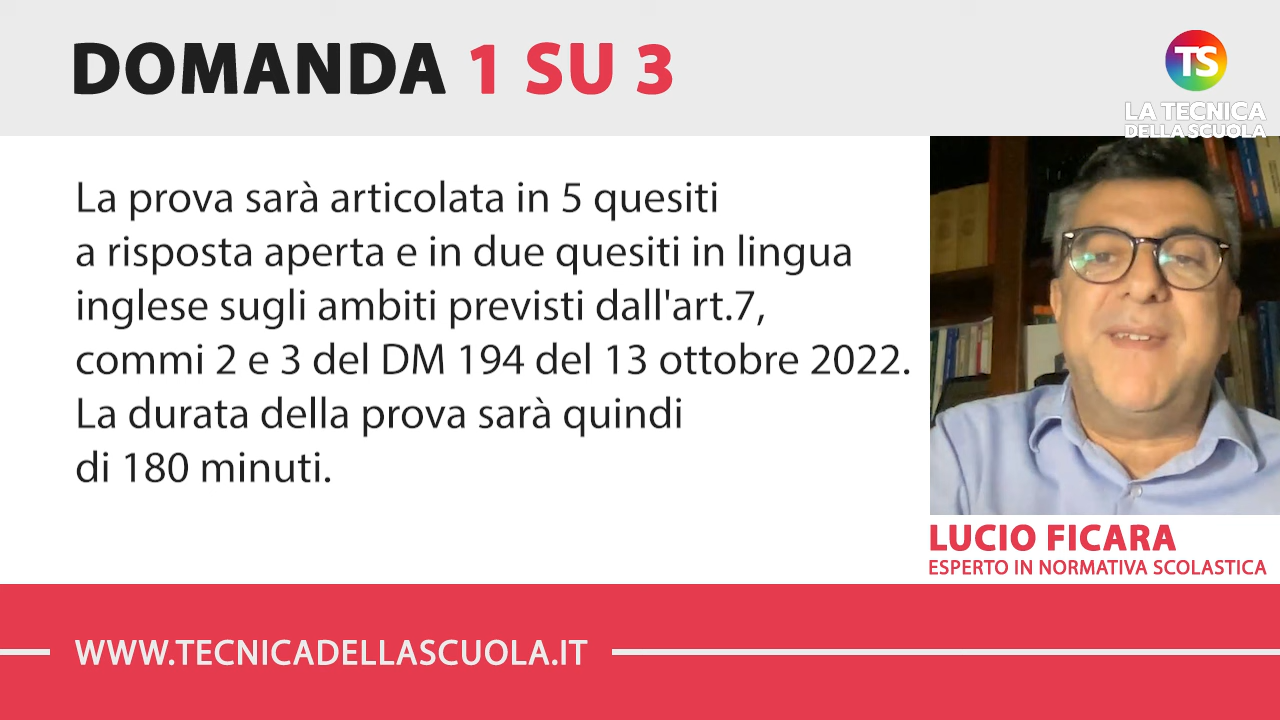 DOMANDA 1 SU 3
TS
LA TECNICA
DELLA SCUOLA
La prova sarà articolata in 5 quesiti
a risposta aperta e in due quesiti in lingua
inglese sugli ambiti previsti dall'art.7,
commi 2 e 3 del DM 194 del 13 ottobre 2022.
La durata della prova sarà quindi
di 180 minuti.
LUCIO FICARA
ESPERTO IN NORMATIVA SCOLASTICA
WWW.TECNICADELLASCUOLA.IT